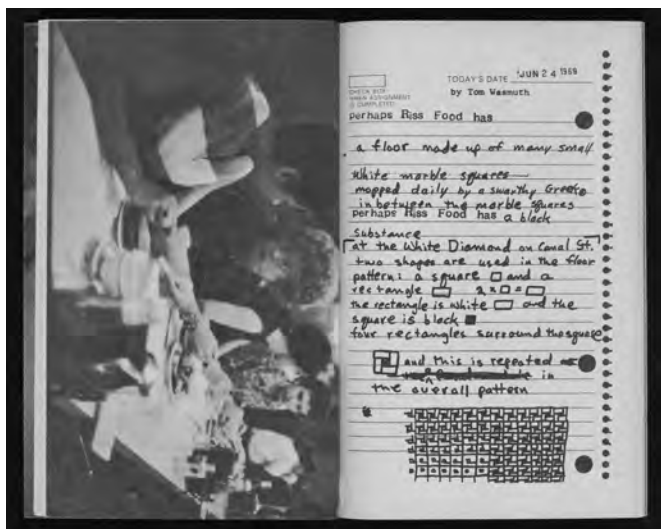 TODAY'S DATE JUN 24 1969
CHECK BOX
WHEN ASSIGNMENT
IS COMPLETED
by Tom Wasmuth
perhaps Riss Food has
a floor made up of many small
white marble squares
mopped daily by a swarthy Greeke
in between the marble squares
perhaps Riss Food has a black
substance
at the White Diamond on Canal St.
two shapes are used in the floor
pattern: a square and a
rectangle 2 x =
the rectangle is white and the
square is black
four rectangles surround the square
and this is repeated
in
the overall pattern